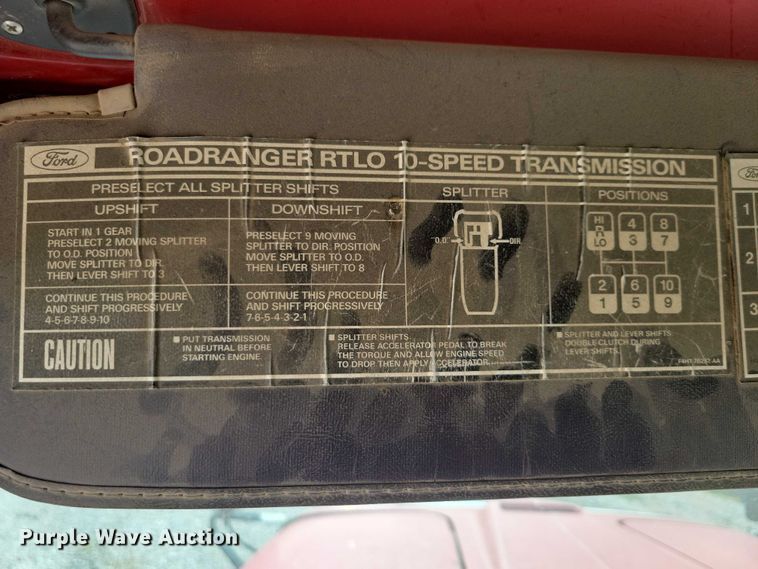 Ford ROADRANGER RTLO 10-SPEED TRANSMISSION
PRESELECT ALL SPLITTER SHIFTS
UPSHIFT
START IN 1 GEAR
PRESELECT 2 MOVING SPLITTER
TO O.D. POSITION
MOVE SPLITTER TO DIR.
THEN LEVER SHIFT TO 3
CONTINUE THIS PROCEDURE
AND SHIFT PROGRESSIVELY
4-5-6-7-8-9-10
DOWNSHIFT
PRESELECT 9 MOVING
SPLITTER TO DIR. POSITION
MOVE SPLITTER TO O.D.
THEN LEVER SHIFT TO 8
CONTINUE THIS PROCEDURE
AND SHIFT PROGRESSIVELY
7-6-5-4-3-2-1
SPLITTER
O.D. DIR.
POSITIONS
HI R LO
4 3
8 7
2 1
6 5
10 9
CAUTION
■ PUT TRANSMISSION
IN NEUTRAL BEFORE
STARTING ENGINE.
■ SPLITTER SHIFTS
RELEASE ACCELERATOR PEDAL TO BREAK
THE TORQUE AND ALLOW ENGINE SPEED
TO DROP THEN APPLY ACCELERATOR.
■ SPLITTER AND LEVER SHIFTS
DOUBLE CLUTCH DURING
LEVER SHIFTS.
Ford
1
2
3
Purple Wave Auction